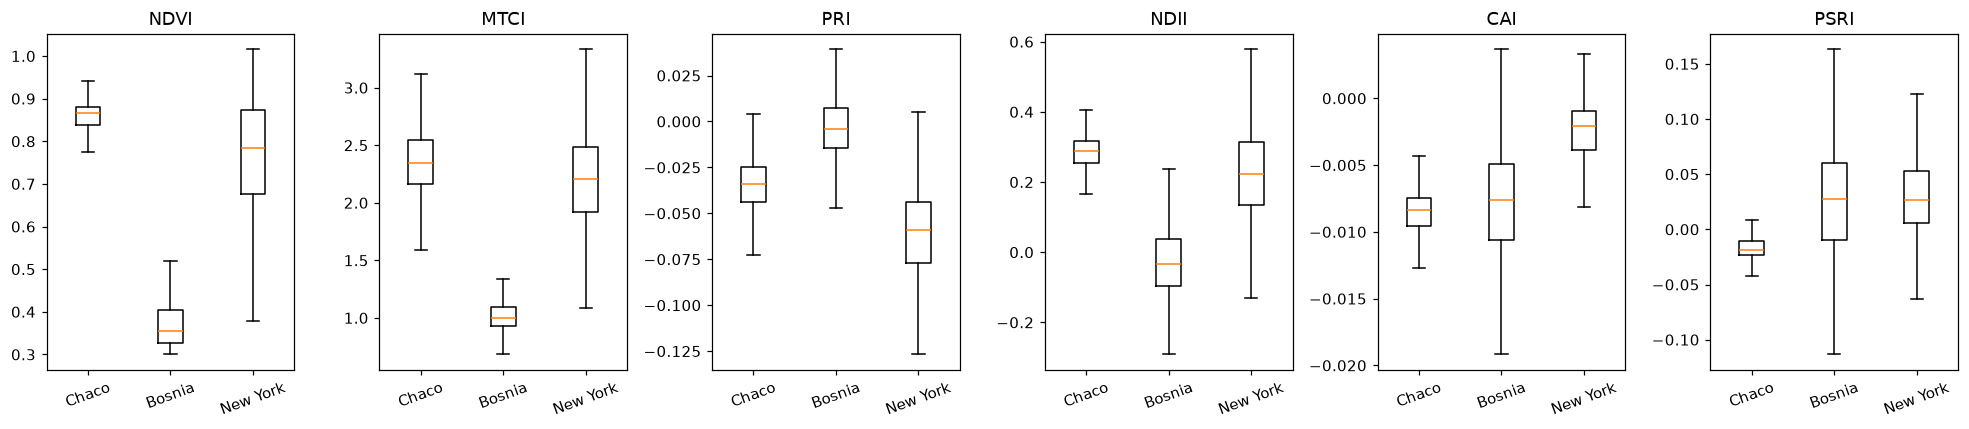 NDVI
1.0
0.9
0.8
0.7
0.6
0.5
0.4
0.3
Chaco
Bosnia
New York
MTCI
3.0
2.5
2.0
1.5
1.0
Chaco
Bosnia
New York
PRI
0.025
0.000
−0.025
−0.050
−0.075
−0.100
−0.125
Chaco
Bosnia
New York
NDII
0.6
0.4
0.2
0.0
−0.2
Chaco
Bosnia
New York
CAI
0.000
−0.005
−0.010
−0.015
−0.020
Chaco
Bosnia
New York
PSRI
0.15
0.10
0.05
0.00
−0.05
−0.10
Chaco
Bosnia
New York